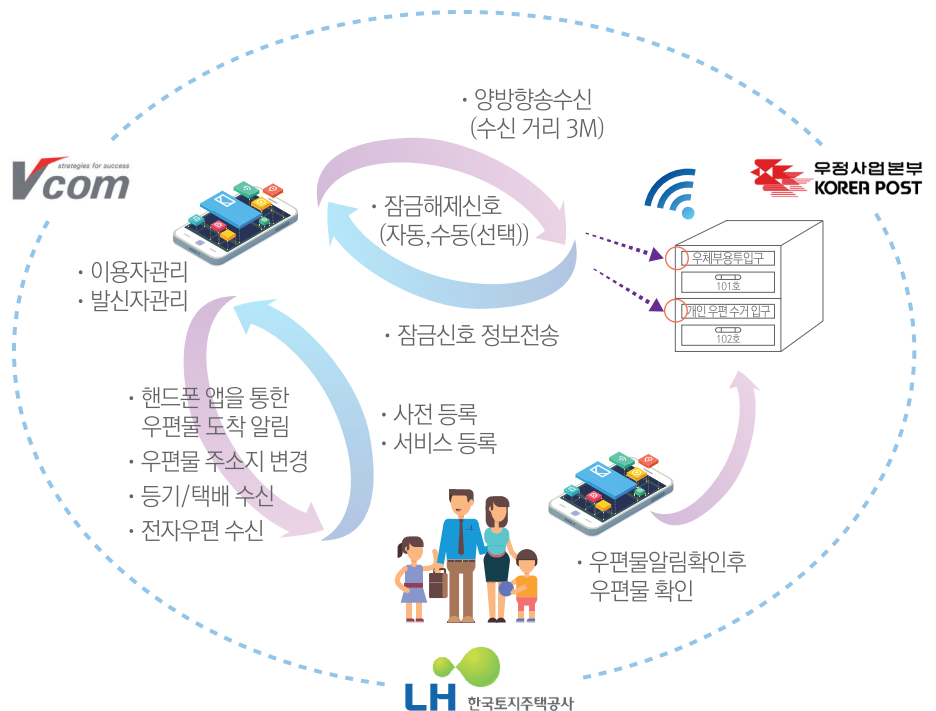 · 양방향송수신
(수신 거리 3M)
strategies for success
Vcom
우정사업본부
KOREA POST
· 잠금해제신호
(자동,수동(선택))
우체부용투입구
101호
개인 우편 수거 입구
102호
· 이용자관리
· 발신자관리
· 잠금신호 정보전송
· 핸드폰 앱을 통한
우편물 도착 알림
· 우편물 주소지 변경
· 등기/택배 수신
· 전자우편 수신
· 사전 등록
· 서비스 등록
· 우편물알림확인후
우편물 확인
LH 한국토지주택공사